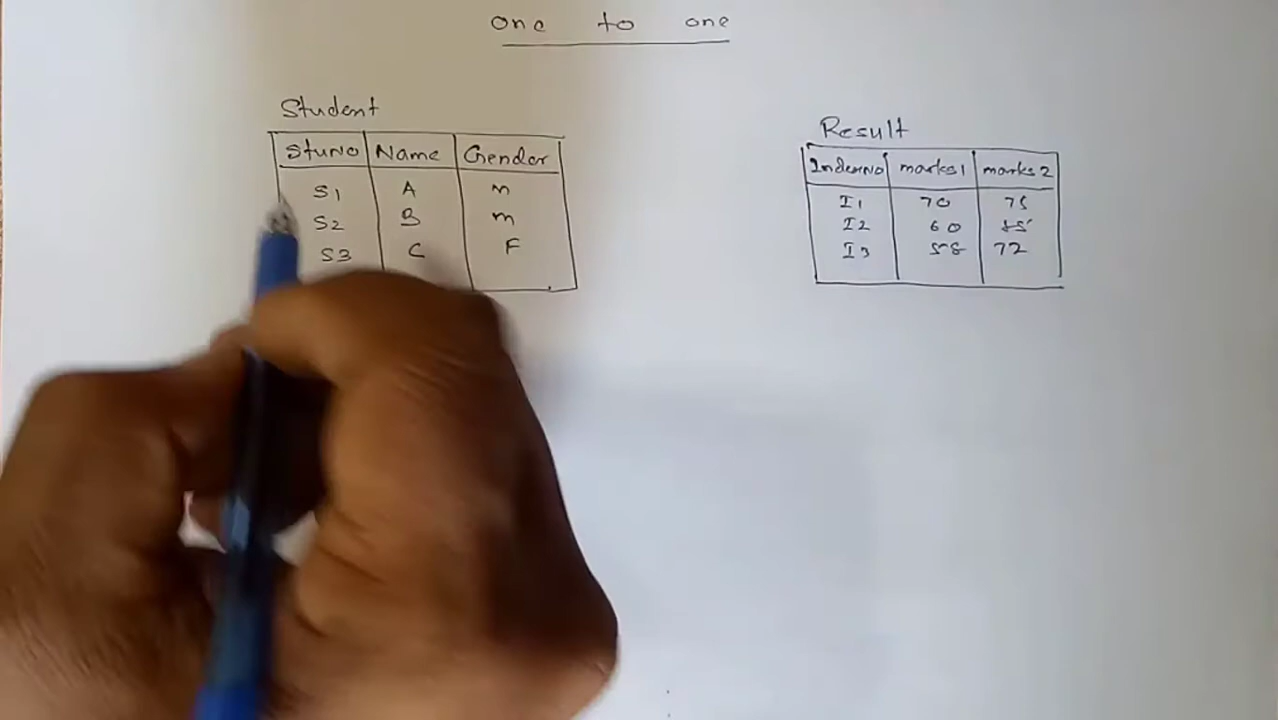 one to one
Student
StuNo Name Gender
S1 A m
S2 B m
S3 C F
Result
IndexNo marks1 marks2
I1 70 75
I2 60
I3 58 72